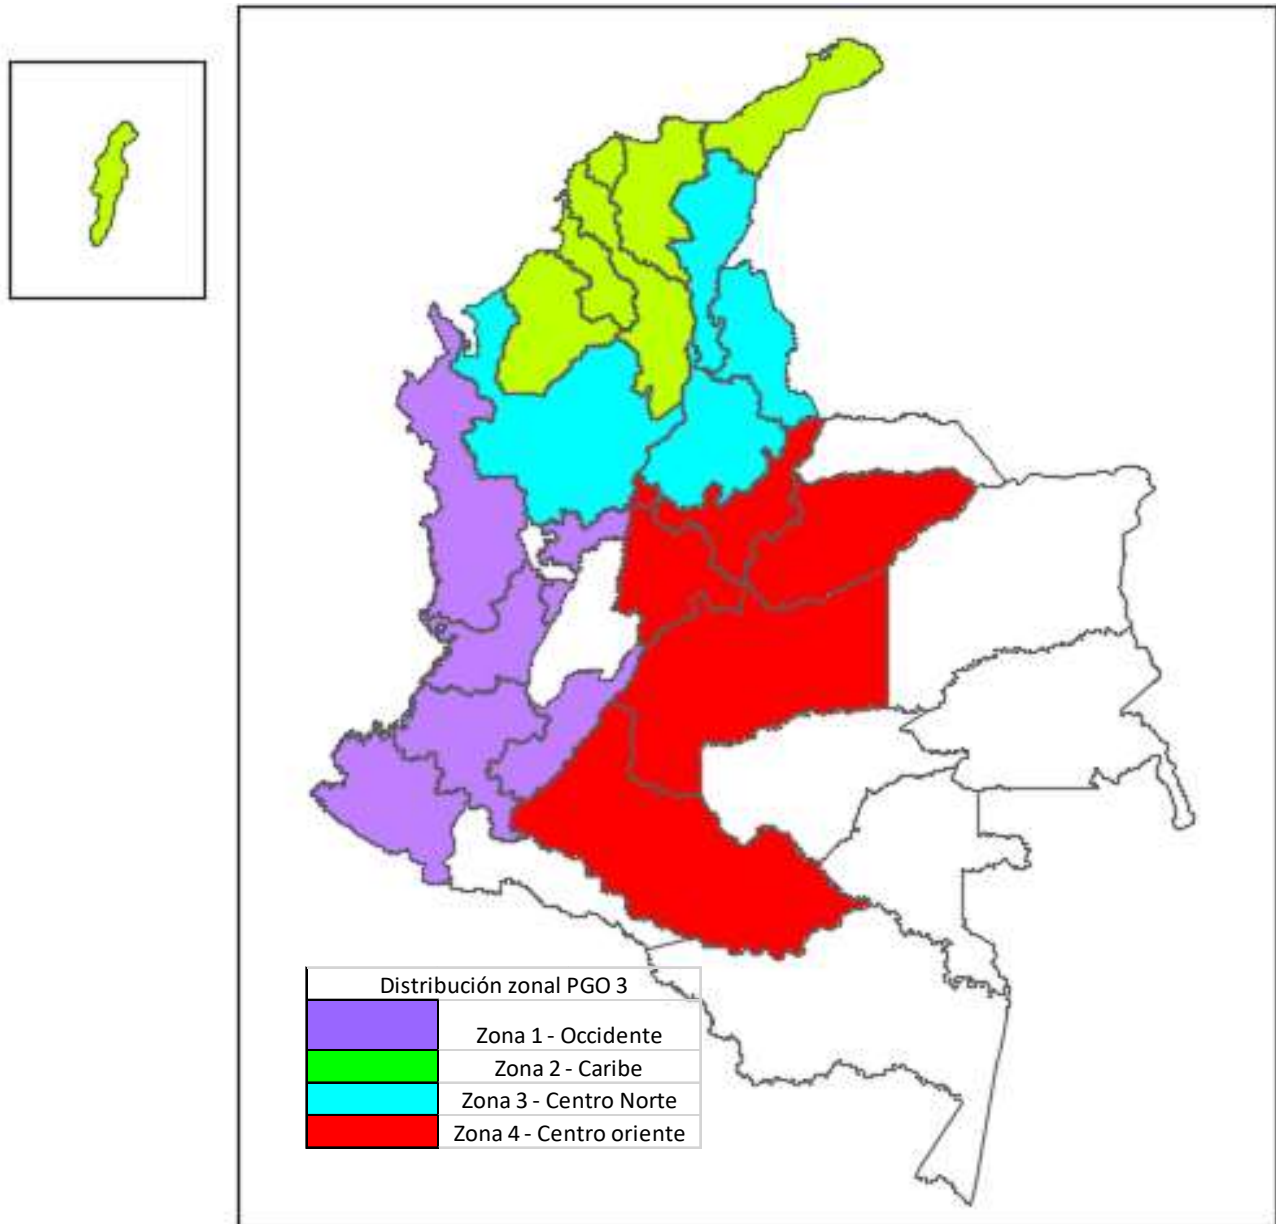 Distribución zonal PGO 3
Zona 1 - Occidente
Zona 2 - Caribe
Zona 3 - Centro Norte
Zona 4 - Centro oriente